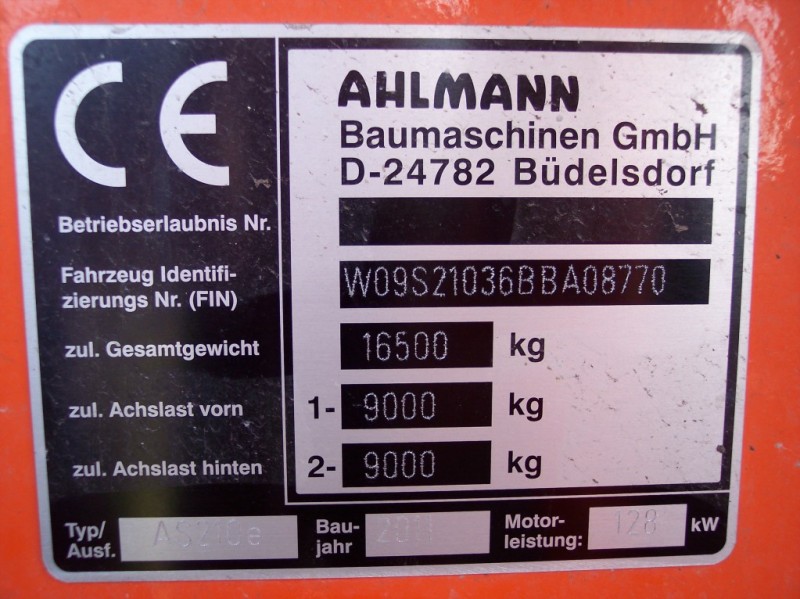 CE
AHLMANN
Baumaschinen GmbH
D-24782 Büdelsdorf
Betriebserlaubnis Nr.
Fahrzeug Identifi-
zierungs Nr. (FIN)
W09S21036BBA08770
zul. Gesamtgewicht 16500 kg
zul. Achslast vorn 1- 9000 kg
zul. Achslast hinten 2- 9000 kg
Typ/
Ausf. AS210e
Bau-
jahr 2011
Motor-
leistung: 128 kW